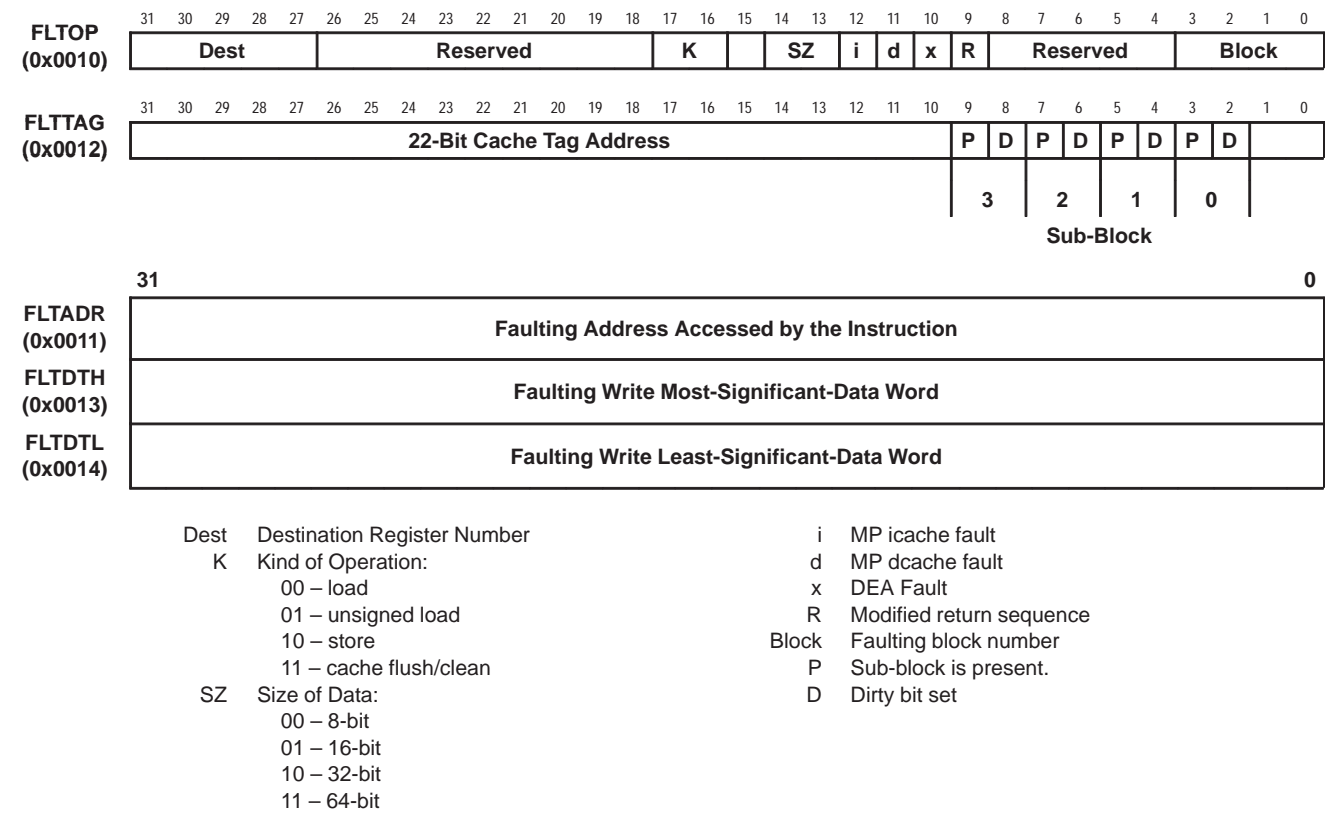 31 30 29 28 27 26 25 24 23 22 21 20 19 18 17 16 15 14 13 12 11 10 9 8 7 6 5 4 3 2 1 0
FLTOP
(0x0010)
Dest Reserved K SZ i d x R Reserved Block
31 30 29 28 27 26 25 24 23 22 21 20 19 18 17 16 15 14 13 12 11 10 9 8 7 6 5 4 3 2 1 0
FLTTAG
(0x0012)
22-Bit Cache Tag Address P D P D P D P D
3 2 1 0
Sub-Block
31 0
FLTADR
(0x0011)
Faulting Address Accessed by the Instruction
FLTDTH
(0x0013)
Faulting Write Most-Significant-Data Word
FLTDTL
(0x0014)
Faulting Write Least-Significant-Data Word
Dest Destination Register Number
K Kind of Operation:
00 – load
01 – unsigned load
10 – store
11 – cache flush/clean
SZ Size of Data:
00 – 8-bit
01 – 16-bit
10 – 32-bit
11 – 64-bit
i MP icache fault
d MP dcache fault
x DEA Fault
R Modified return sequence
Block Faulting block number
P Sub-block is present.
D Dirty bit set